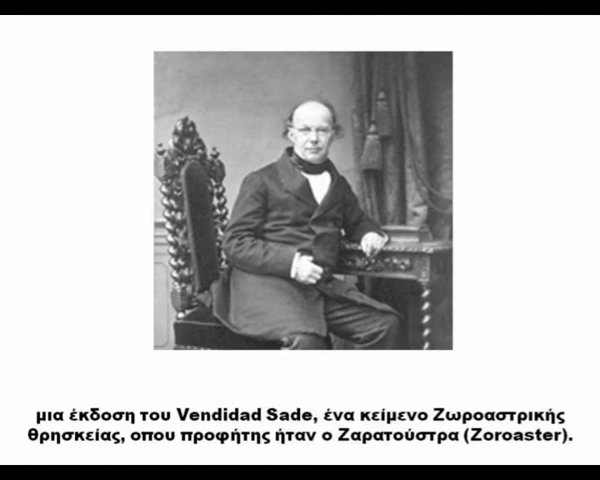 μια έκδοση του Vendidad Sade, ένα κείμενο Ζωροαστρικής
θρησκείας, οπου προφήτης ήταν ο Ζαρατούστρα (Zoroaster).